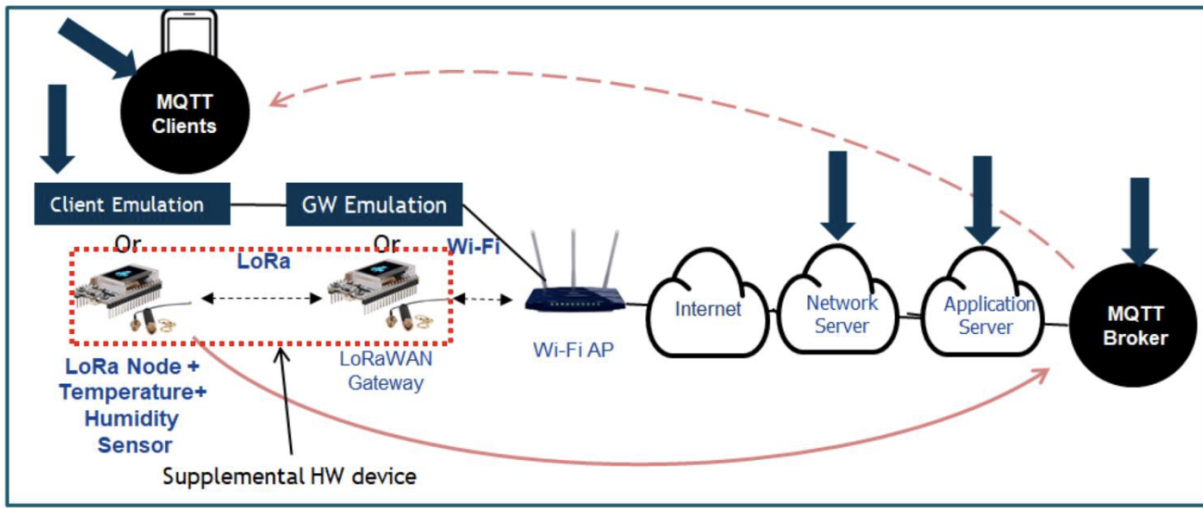 MQTT
Clients
Client Emulation
GW Emulation
Or
Or
Wi-Fi
LoRa
Internet
Network
Server
Application
Server
MQTT
Broker
Wi-Fi AP
LoRaWAN
Gateway
LoRa Node +
Temperature+
Humidity
Sensor
Supplemental HW device